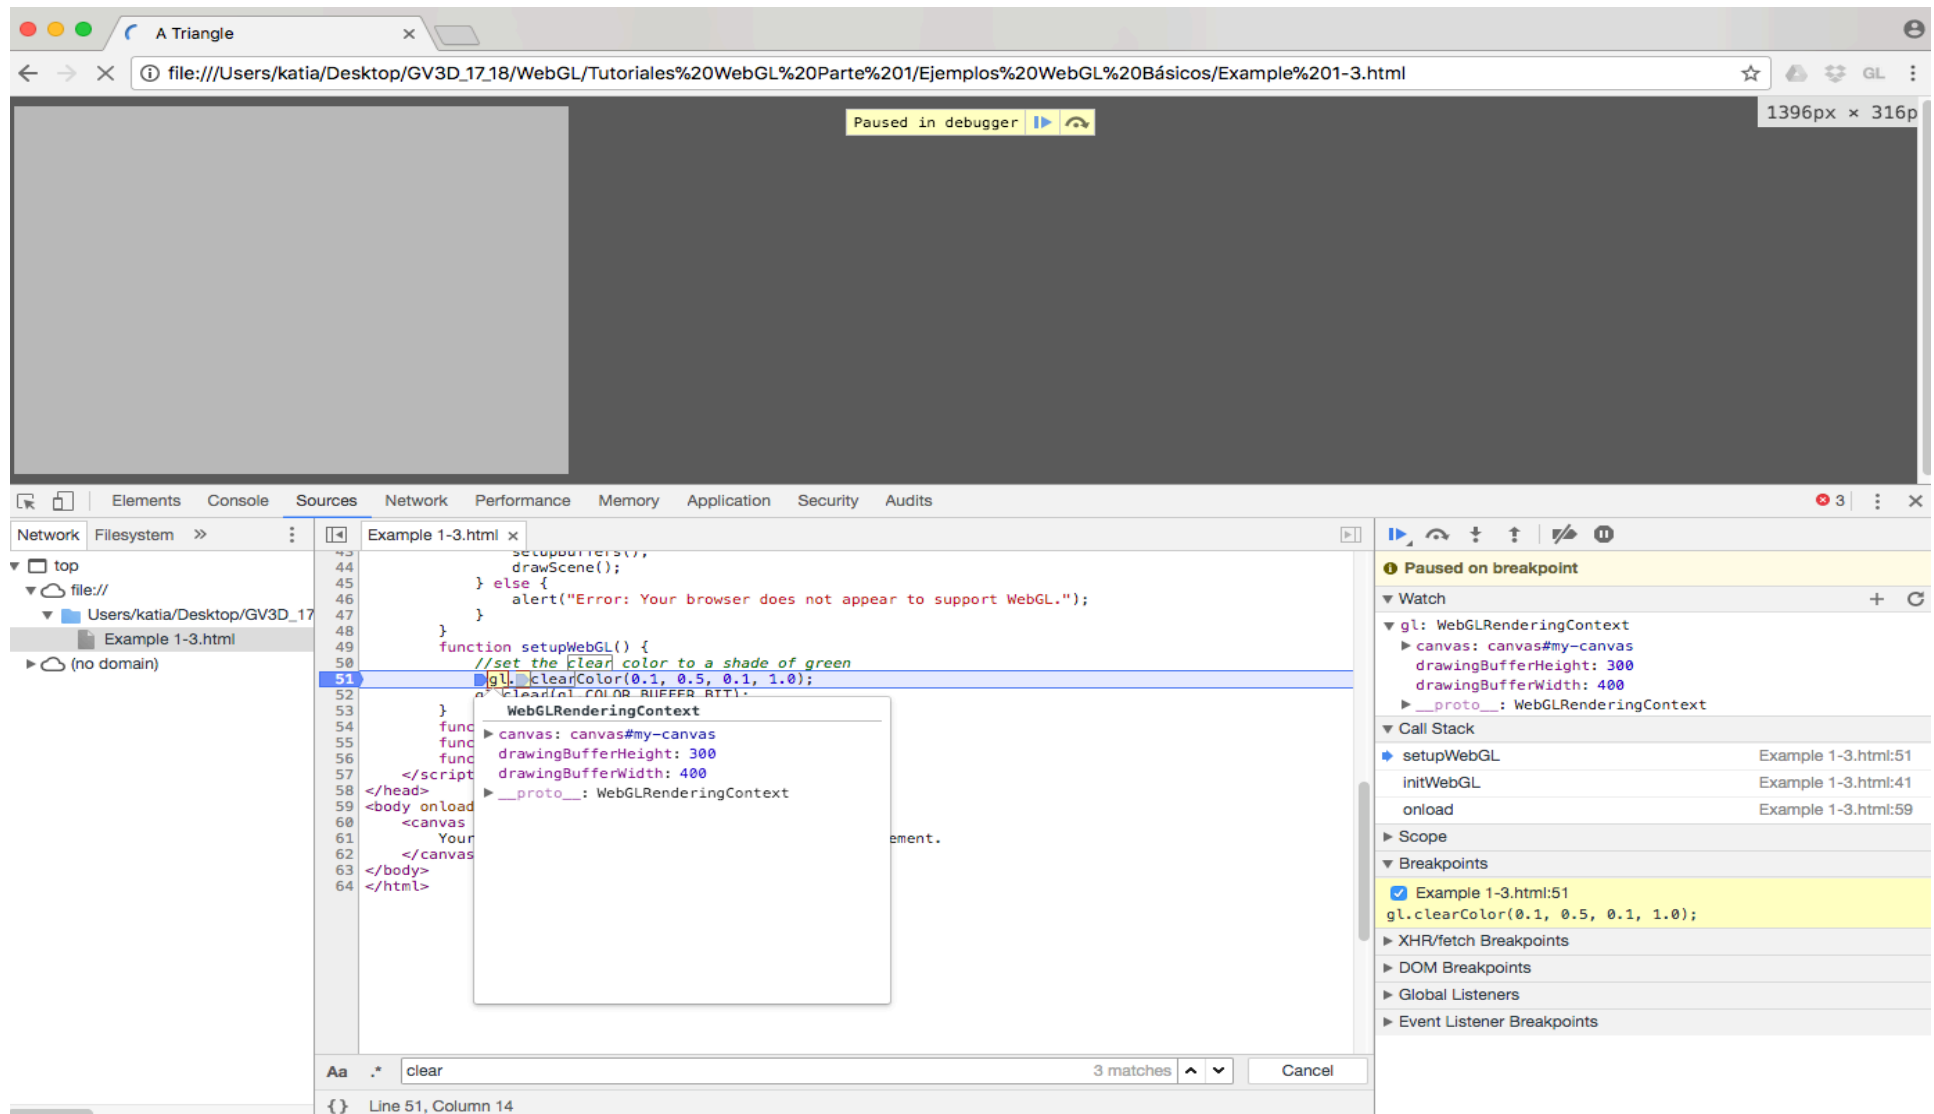 A Triangle ×
file:///Users/katia/Desktop/GV3D_17_18/WebGL/Tutoriales%20WebGL%20Parte%201/Ejemplos%20WebGL%20Básicos/Example%201-3.html GL
Paused in debugger
1396px × 316p
Elements Console Sources Network Performance Memory Application Security Audits 3
Network Filesystem »
top
file://
Users/katia/Desktop/GV3D_17
Example 1-3.html
(no domain)
Example 1-3.html ×
43 setupBuffers();
44 drawScene();
45 } else {
46 alert("Error: Your browser does not appear to support WebGL.");
47 }
48 }
49 function setupWebGL() {
50 //set the clear color to a shade of green
51 gl.clearColor(0.1, 0.5, 0.1, 1.0);
52 gl.clear(gl.COLOR_BUFFER_BIT);
53 }
54 func
55 func
56 func
57 </script
58 </head>
59 <body onload
60 <canvas
61 Your ement.
62 </canvas
63 </body>
64 </html>
WebGLRenderingContext
canvas: canvas#my-canvas
drawingBufferHeight: 300
drawingBufferWidth: 400
__proto__: WebGLRenderingContext
Aa .* clear 3 matches Cancel
{} Line 51, Column 14
Paused on breakpoint
Watch
gl: WebGLRenderingContext
canvas: canvas#my-canvas
drawingBufferHeight: 300
drawingBufferWidth: 400
__proto__: WebGLRenderingContext
Call Stack
setupWebGL Example 1-3.html:51
initWebGL Example 1-3.html:41
onload Example 1-3.html:59
Scope
Breakpoints
Example 1-3.html:51
gl.clearColor(0.1, 0.5, 0.1, 1.0);
XHR/fetch Breakpoints
DOM Breakpoints
Global Listeners
Event Listener Breakpoints